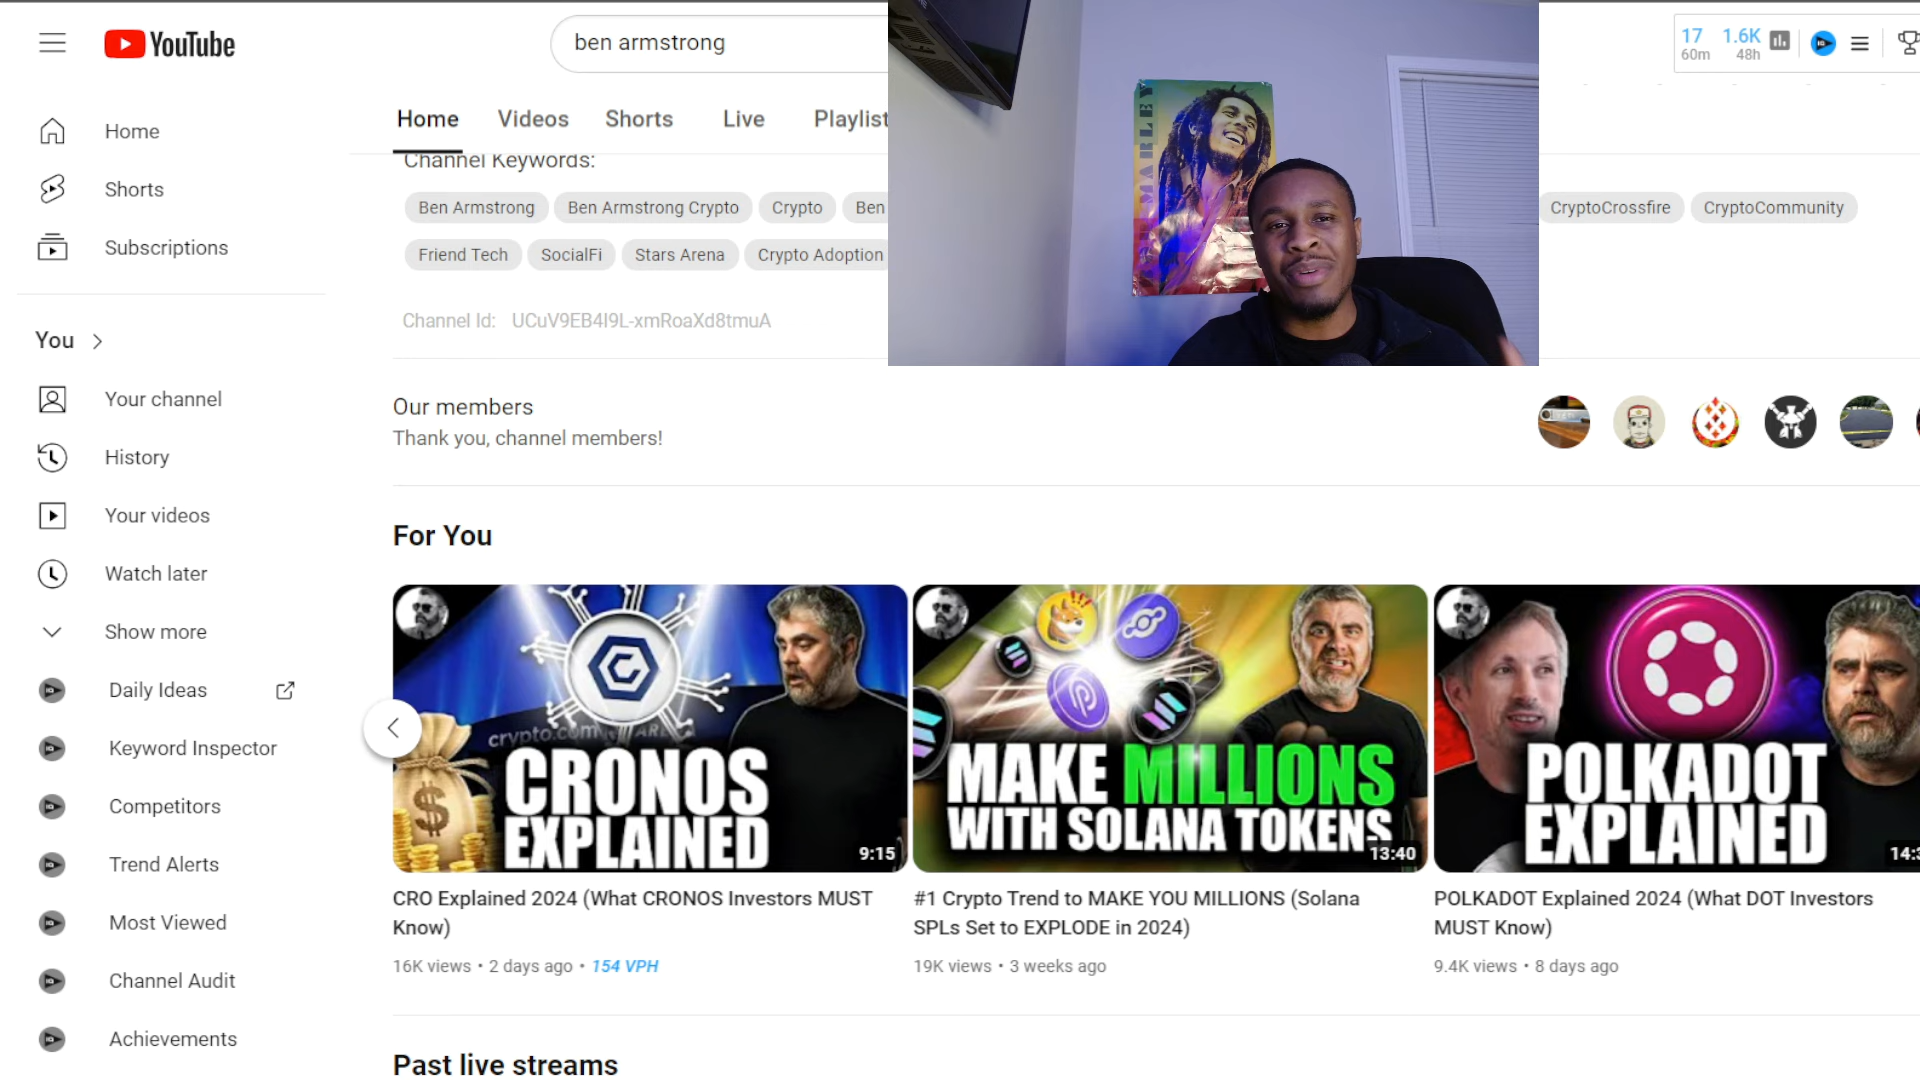 YouTube
ben armstrong
17
60m
1.6K
48h
Home
Shorts
Subscriptions
You
Your channel
History
Your videos
Watch later
Show more
Daily Ideas
Keyword Inspector
Competitors
Trend Alerts
Most Viewed
Channel Audit
Achievements
Home Videos Shorts Live Playlist
Channel Keywords:
Ben Armstrong Ben Armstrong Crypto Crypto Ben CryptoCrossfire CryptoCommunity
Friend Tech SocialFi Stars Arena Crypto Adoption
Channel Id: UCuV9EB4I9L-xmRoaXd8tmuA
MARLEY
Our members
Thank you, channel members!
For You
crypto.com
CRONOS
EXPLAINED
9:15
MAKE MILLIONS
WITH SOLANA TOKENS
13:40
POLKADOT
EXPLAINED
14:3
CRO Explained 2024 (What CRONOS Investors MUST
Know)
16K views • 2 days ago • 154 VPH
#1 Crypto Trend to MAKE YOU MILLIONS (Solana
SPLs Set to EXPLODE in 2024)
19K views • 3 weeks ago
POLKADOT Explained 2024 (What DOT Investors
MUST Know)
9.4K views • 8 days ago
Past live streams